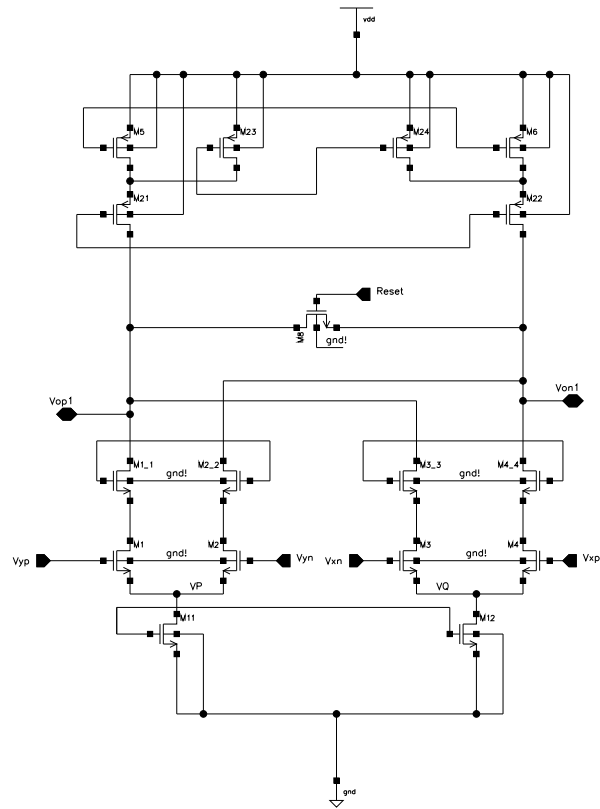 vdd
M5
M23
M24
M6
M21
M22
Reset
M8
gnd!
Vop1
Von1
M1_1
gnd!
M2_2
M3_3
gnd!
M4_4
Vyp
M1
gnd!
M2
Vyn
Vxn
M3
gnd!
M4
Vxp
VP
VQ
M11
M12
gnd